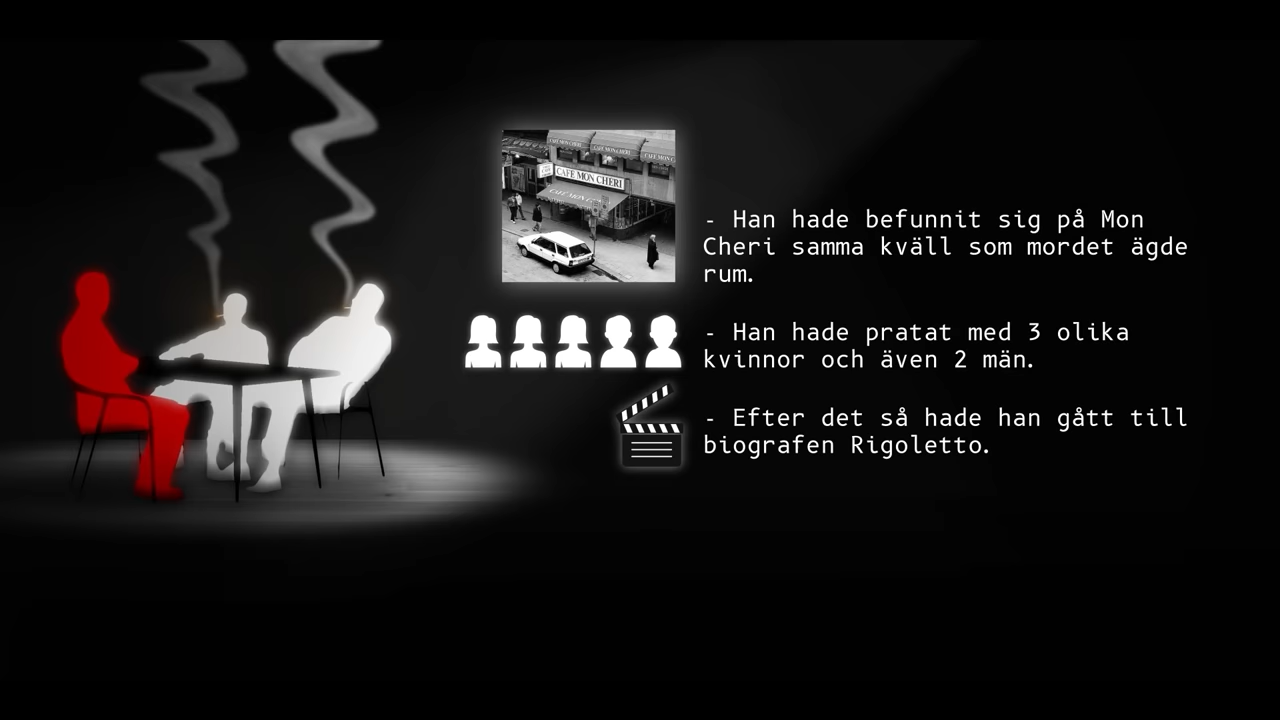 CAFE MON CHERI
- Han hade befunnit sig på Mon
Cheri samma kväll som mordet ägde
rum.
- Han hade pratat med 3 olika
kvinnor och även 2 män.
- Efter det så hade han gått till
biografen Rigoletto.